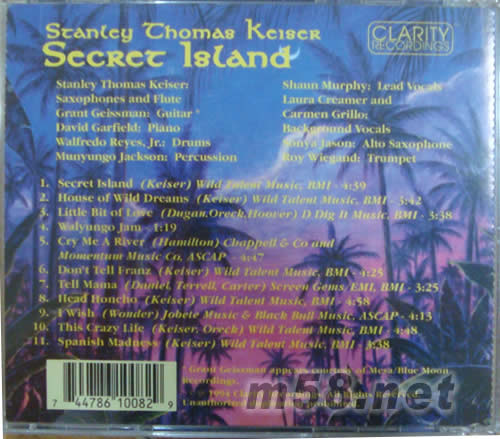 Stanley Thomas Keiser
Secret Island
CLARITY
RECORDINGS
Stanley Thomas Keiser:
Saxophones and Flute
Grant Geissman: Guitar *
David Garfield: Piano
Walfredo Reyes, Jr.: Drums
Munyungo Jackson: Percussion
Shaun Murphy: Lead Vocals
Laura Creamer and
Carmen Grillo:
Background Vocals
Sonya Jason: Alto Saxophone
Roy Wiegand: Trumpet
1. Secret Island (Keiser) Wild Talent Music, BMI - 4:39
2. House of Wild Dreams (Keiser) Wild Talent Music, BMI - 3:42
3. Little Bit of Love (Dugan, Oreck, Hoover) D Dig It Music, BMI - 3:38
4. Walyungo Jam - 1:19
5. Cry Me A River (Hamilton) Chappell & Co and
Momentum Music Co, ASCAP - 4:47
6. Don't Tell Franz (Keiser) Wild Talent Music, BMI - 4:25
7. Tell Mama (Daniel, Terrell, Carter) Screen Gems EMI, BMI - 3:25
8. Head Honcho (Keiser) Wild Talent Music, BMI - 4:58
9. I Wish (Wonder) Jobete Music & Black Bull Music, ASCAP - 4:13
10. This Crazy Life (Keiser, Oreck) Wild Talent Music, BMI - 4:48
11. Spanish Madness (Keiser) Wild Talent Music, BMI - 3:38
* Grant Geissman appears courtesy of Mesa/Blue Moon
Recordings.
1994 Clarity Recordings. All Rights Reserved.
Unauthorized duplication prohibited.
7 44786 10082 9
m58.net